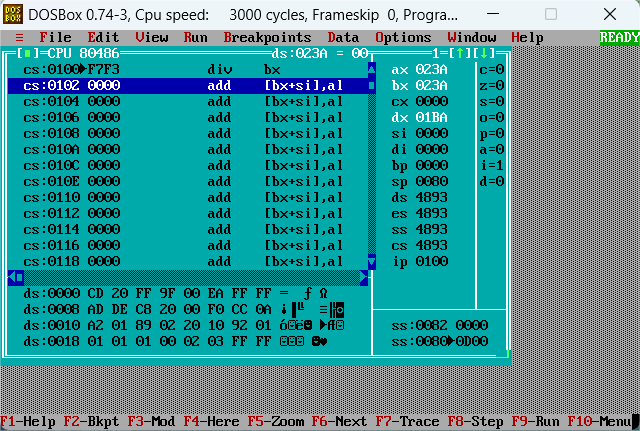 DOSBox 0.74-3, Cpu speed: 3000 cycles, Frameskip 0, Progra...
≡ File Edit View Run Breakpoints Data Options Window Help READY
[■]=CPU 80486 ds:023A = 00 1=[↑][↓]
cs:0100►F7F3 div bx ax 023A c=0
cs:0102 0000 add [bx+si],al bx 023A z=0
cs:0104 0000 add [bx+si],al cx 0000 s=0
cs:0106 0000 add [bx+si],al dx 01BA o=0
cs:0108 0000 add [bx+si],al si 0000 p=0
cs:010A 0000 add [bx+si],al di 0000 a=0
cs:010C 0000 add [bx+si],al bp 0000 i=1
cs:010E 0000 add [bx+si],al sp 0080 d=0
cs:0110 0000 add [bx+si],al ds 4893
cs:0112 0000 add [bx+si],al es 4893
cs:0114 0000 add [bx+si],al ss 4893
cs:0116 0000 add [bx+si],al cs 4893
cs:0118 0000 add [bx+si],al ip 0100
ds:0000 CD 20 FF 9F 00 EA FF FF = ƒ Ω
ds:0008 AD DE C8 20 00 F0 CC 0A ¡▐╚ ≡╠◙
ds:0010 A2 01 89 02 20 10 92 01 ó☺ë☻ ►Æ☺ ss:0082 0000
ds:0018 01 01 01 00 02 03 FF FF ☺☺☺ ☻♥ ss:0080►0D00
F1-Help F2-Bkpt F3-Mod F4-Here F5-Zoom F6-Next F7-Trace F8-Step F9-Run F10-Menu